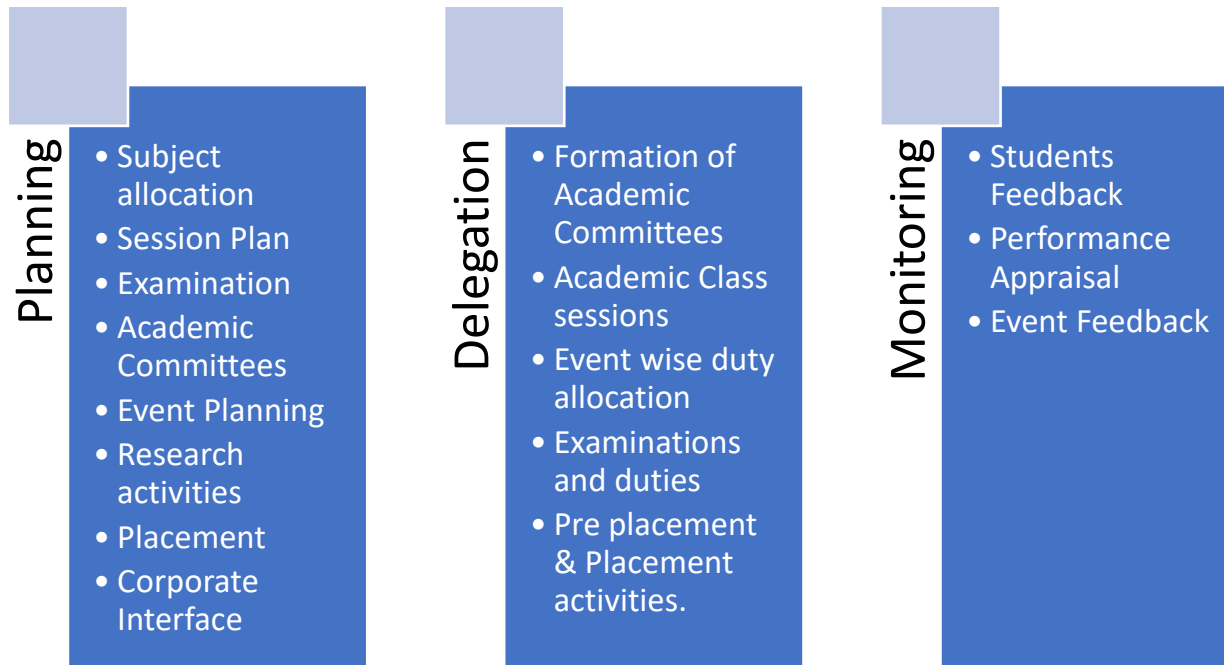 Planning
• Subject
allocation
• Session Plan
• Examination
• Academic
Committees
• Event Planning
• Research
activities
• Placement
• Corporate
Interface
Delegation
• Formation of
Academic
Committees
• Academic Class
sessions
• Event wise duty
allocation
• Examinations
and duties
• Pre placement
& Placement
activities.
Monitoring
• Students
Feedback
• Performance
Appraisal
• Event Feedback